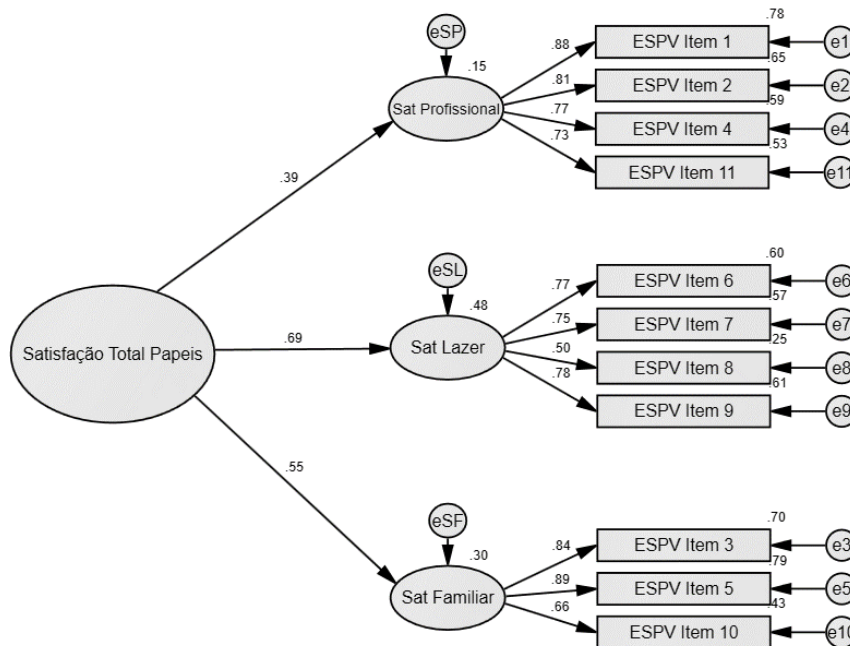 .78
eSP
.15
.88
ESPV Item 1
e1
.65
.81
ESPV Item 2
e2
Sat Profissional
.59
.77
ESPV Item 4
e4
.53
.73
ESPV Item 11
e11
.39
.60
eSL
.48
.77
ESPV Item 6
e6
.57
.75
ESPV Item 7
e7
.69
Satisfação Total Papeis
Sat Lazer
.25
.50
ESPV Item 8
e8
.61
.78
ESPV Item 9
e9
.55
.70
eSF
.30
.84
ESPV Item 3
e3
.79
.89
ESPV Item 5
e5
Sat Familiar
.43
.66
ESPV Item 10
e10